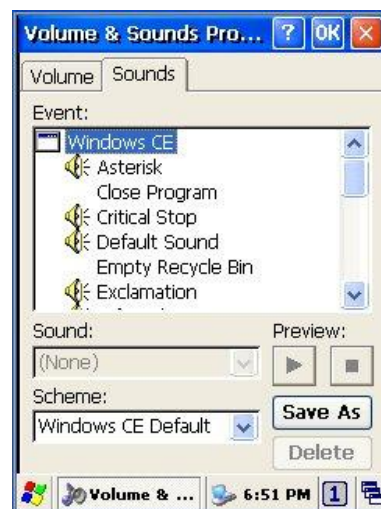 Volume & Sounds Pro... ? OK
Volume Sounds
Event:
Windows CE
Asterisk
Close Program
Critical Stop
Default Sound
Empty Recycle Bin
Exclamation
Sound: Preview:
(None)
Scheme:
Windows CE Default Save As
Delete
Volume & ... 6:51 PM 1